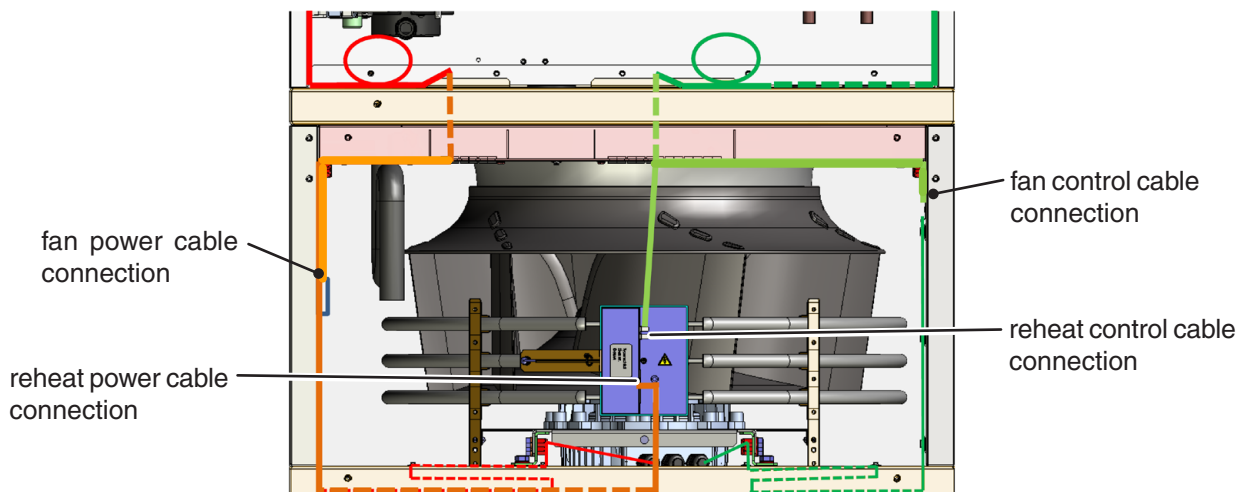 fan control cable
connection
fan power cable
connection
reheat control cable
connection
reheat power cable
connection